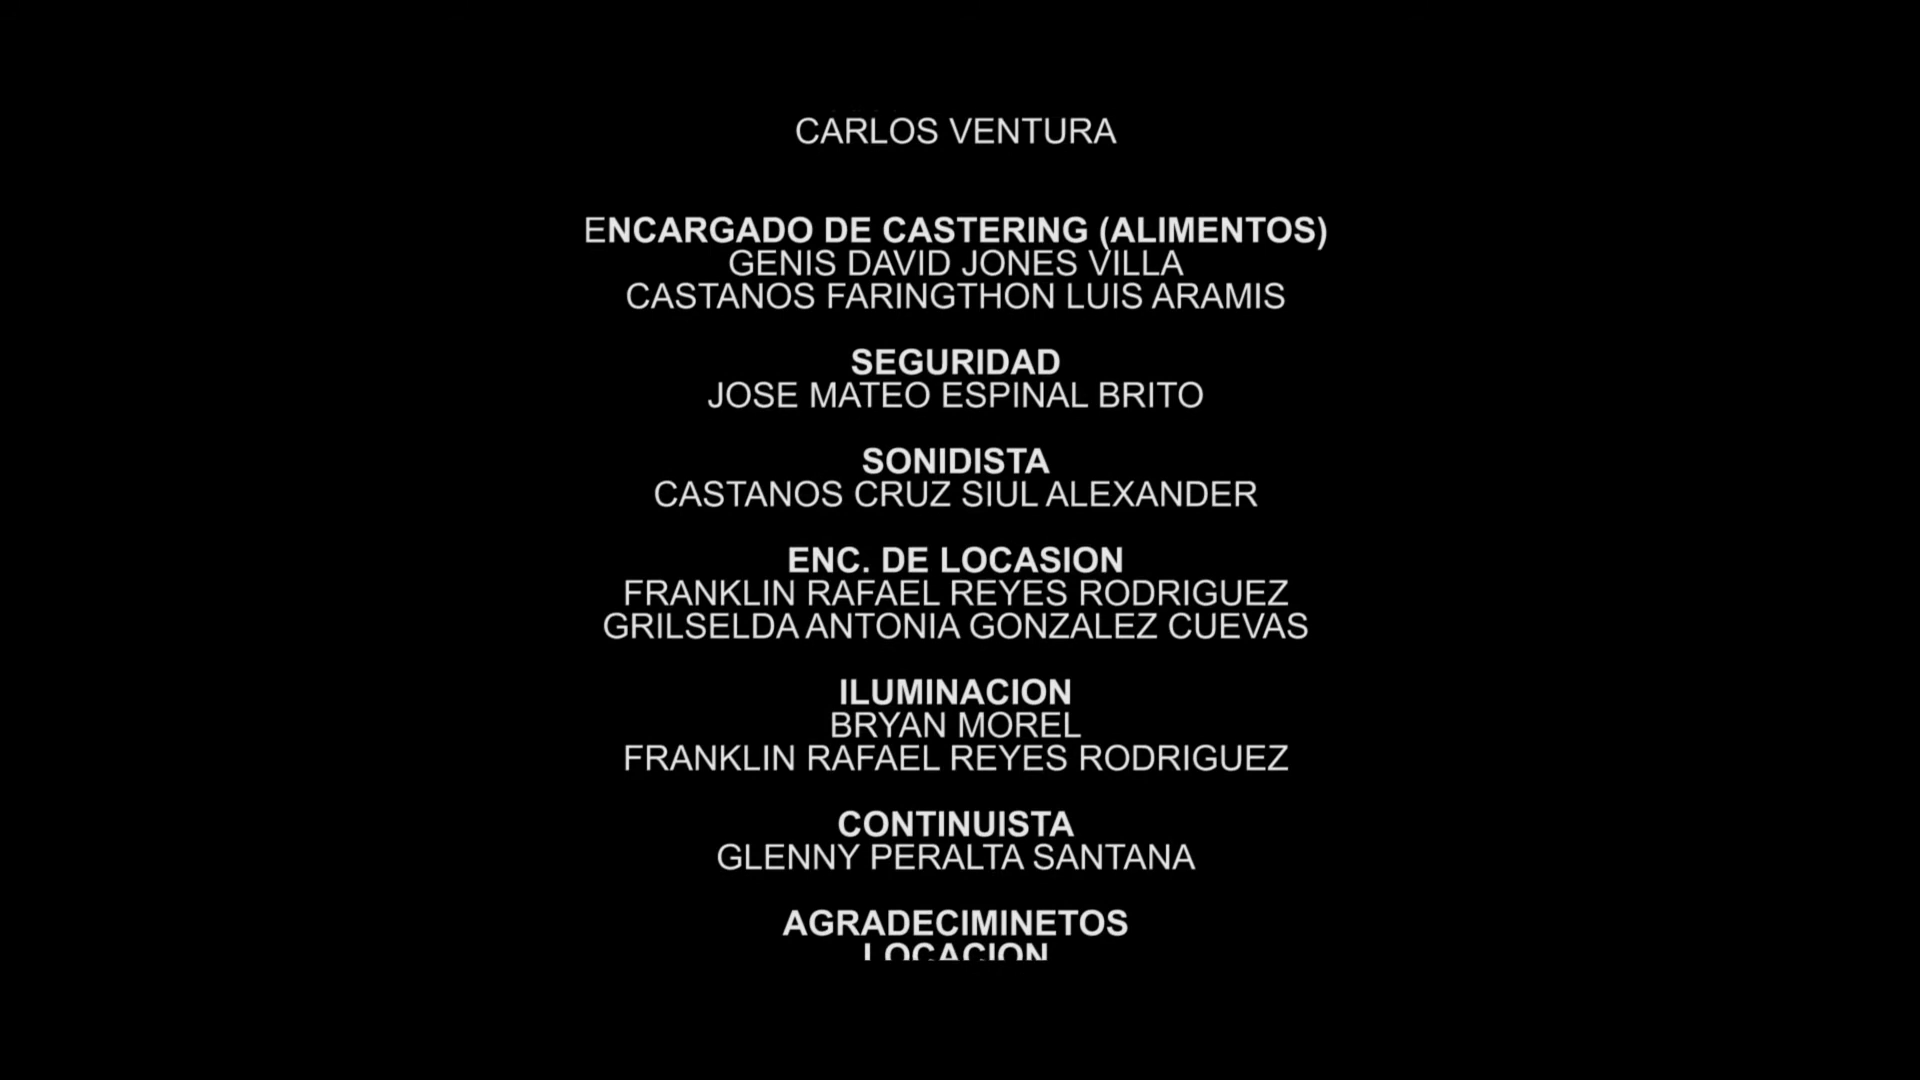 CARLOS VENTURA
ENCARGADO DE CASTERING (ALIMENTOS)
GENIS DAVID JONES VILLA
CASTANOS FARINGTHON LUIS ARAMIS
SEGURIDAD
JOSE MATEO ESPINAL BRITO
SONIDISTA
CASTANOS CRUZ SIUL ALEXANDER
ENC. DE LOCASION
FRANKLIN RAFAEL REYES RODRIGUEZ
GRILSELDA ANTONIA GONZALEZ CUEVAS
ILUMINACION
BRYAN MOREL
FRANKLIN RAFAEL REYES RODRIGUEZ
CONTINUISTA
GLENNY PERALTA SANTANA
AGRADECIMINETOS
LOCACION